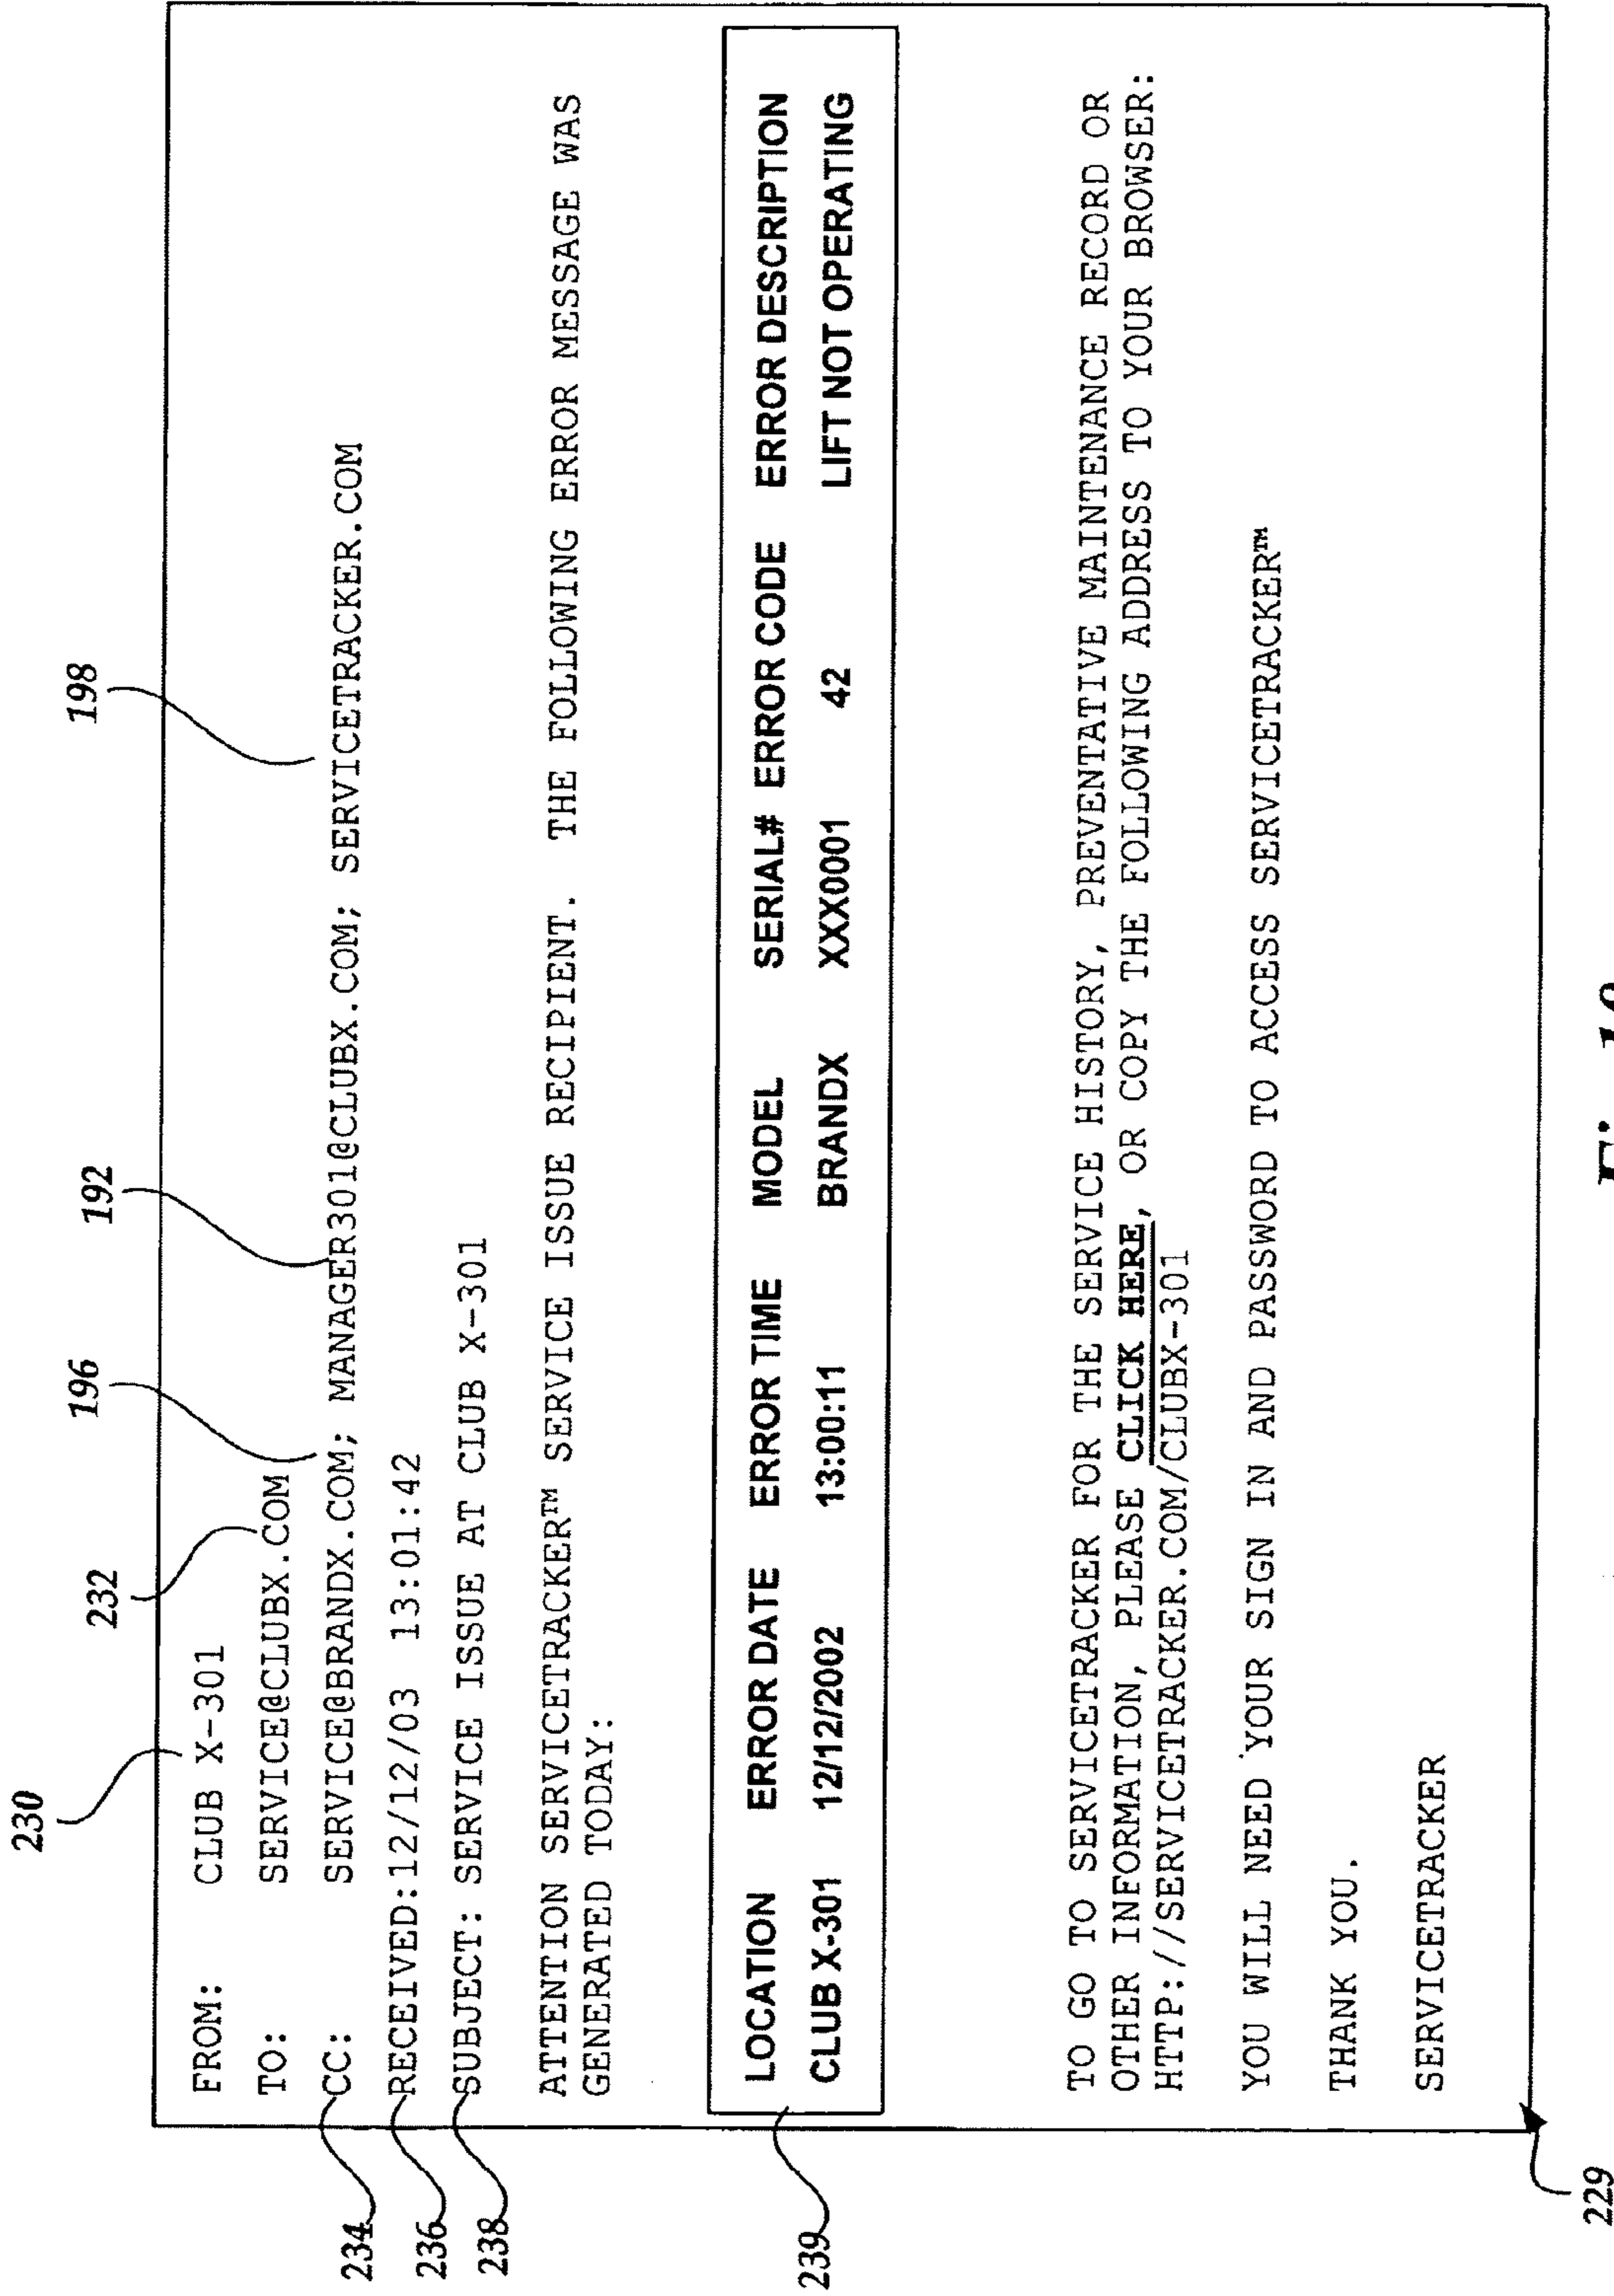 230
232
196
192
198
FROM: CLUB X-301
TO: SERVICE@CLUBX.COM
234 CC: SERVICE@BRANDX.COM; MANAGER301@CLUBX.COM; SERVICETRACKER.COM
236 RECEIVED:12/12/03 13:01:42
238 SUBJECT: SERVICE ISSUE AT CLUB X-301
ATTENTION SERVICETRACKER™ SERVICE ISSUE RECIPIENT. THE FOLLOWING ERROR MESSAGE WAS
GENERATED TODAY:
239
LOCATION ERROR DATE ERROR TIME MODEL SERIAL# ERROR CODE ERROR DESCRIPTION
CLUB X-301 12/12/2002 13:00:11 BRANDX XXX0001 42 LIFT NOT OPERATING
TO GO TO SERVICETRACKER FOR THE SERVICE HISTORY, PREVENTATIVE MAINTENANCE RECORD OR
OTHER INFORMATION, PLEASE CLICK HERE, OR COPY THE FOLLOWING ADDRESS TO YOUR BROWSER:
HTTP://SERVICETRACKER.COM/CLUBX-301
YOU WILL NEED YOUR SIGN IN AND PASSWORD TO ACCESS SERVICETRACKER™
THANK YOU.
SERVICETRACKER
229